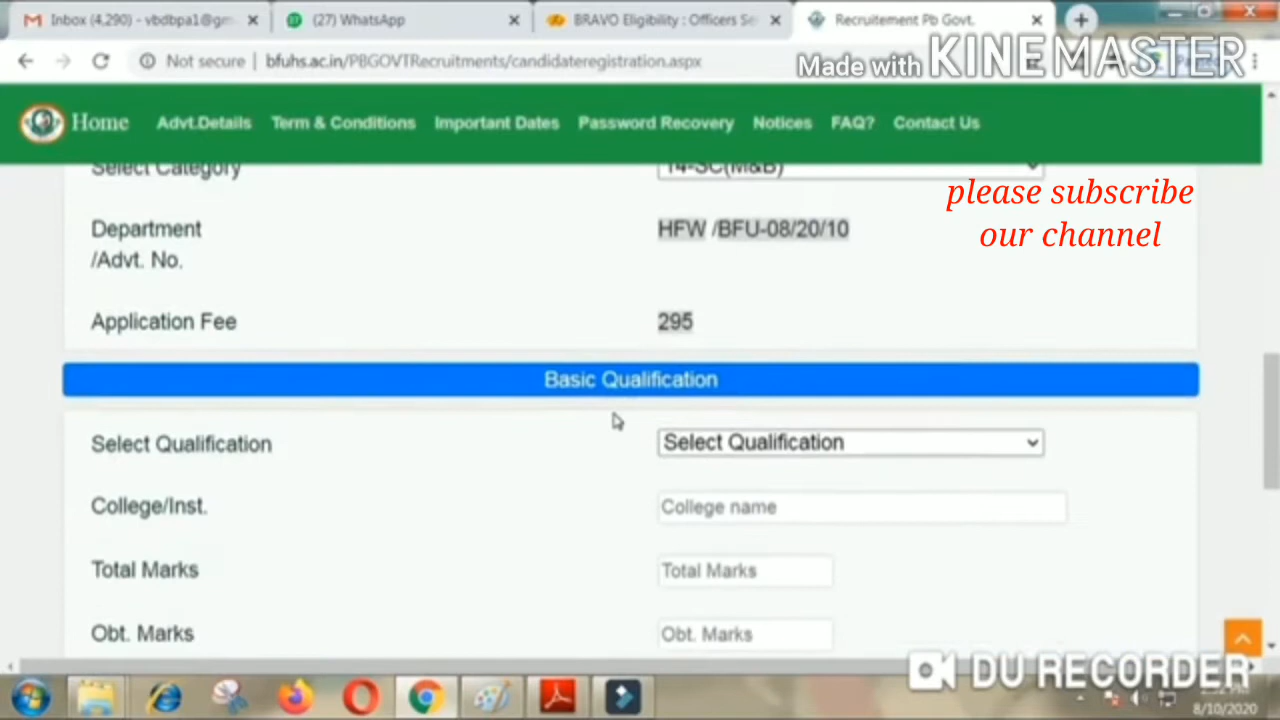 Inbox (4,290) - vbdbpa1@gm
(27) WhatsApp
BRAVO Eligibility : Officers Se
Recruitement Pb Govt.
Not secure
bfuhs.ac.in/PBGOVTRecruitments/candidateregistration.aspx
Made with KINEMASTER
Home
Advt.Details
Term & Conditions
Important Dates
Password Recovery
Notices
FAQ?
Contact Us
Select Category
14-SC(M&B)
please subscribe
our channel
Department
/Advt. No.
HFW /BFU-08/20/10
Application Fee
295
Basic Qualification
Select Qualification
Select Qualification
College/Inst.
College name
Total Marks
Total Marks
Obt. Marks
Obt. Marks
DU RECORDER
8/10/2020